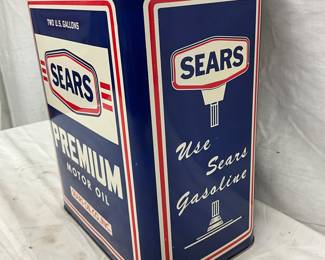 TWO U.S. GALLONS
SEARS
PREMIUM
MOTOR OIL
SEARS
Use
Sears
Gasoline